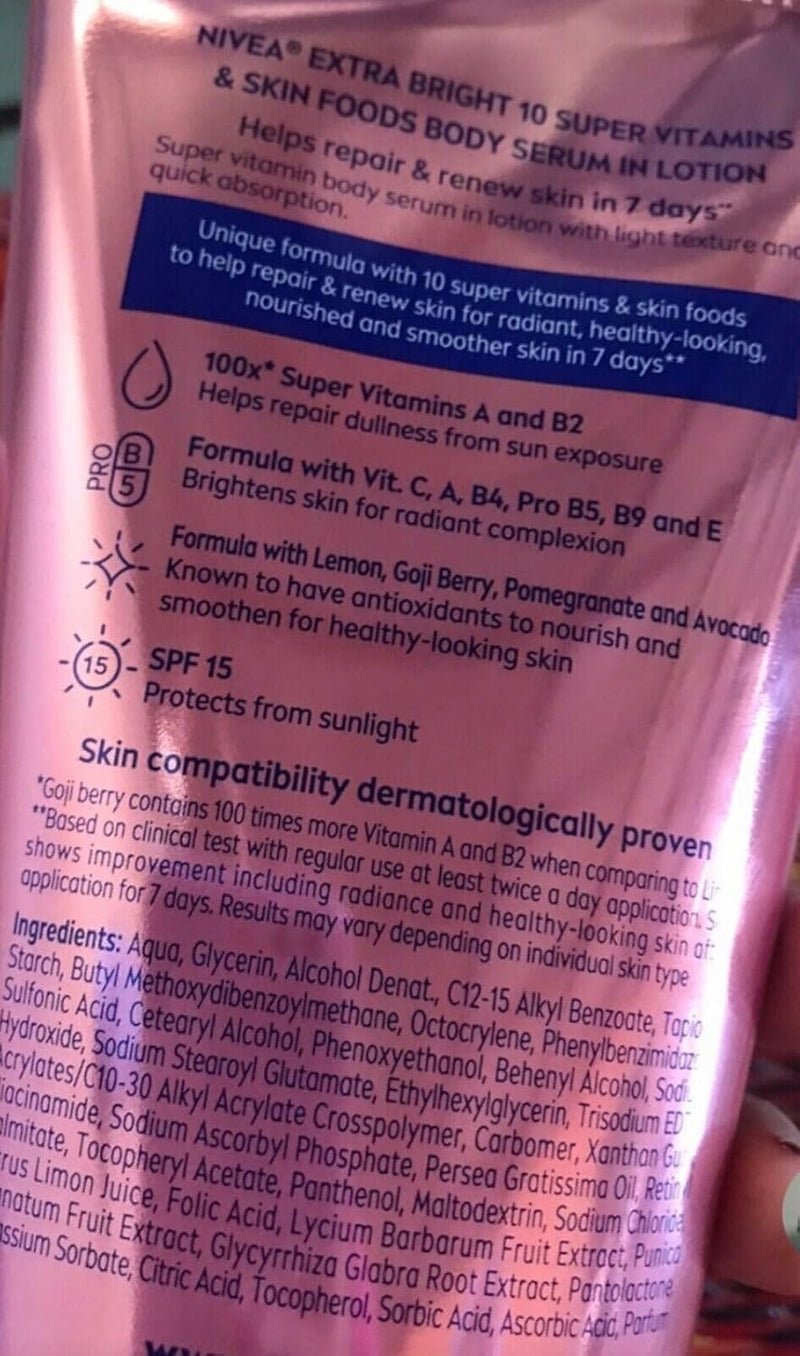 NIVEA® EXTRA BRIGHT 10 SUPER VITAMINS
& SKIN FOODS BODY SERUM IN LOTION
Helps repair & renew skin in 7 days**
Super vitamin body serum in lotion with light texture and
quick absorption.
Unique formula with 10 super vitamins & skin foods
to help repair & renew skin for radiant, healthy-looking,
nourished and smoother skin in 7 days**
100x* Super Vitamins A and B2
Helps repair dullness from sun exposure
PRO B5
Formula with Vit. C, A, B4, Pro B5, B9 and E
Brightens skin for radiant complexion
Formula with Lemon, Goji Berry, Pomegranate and Avocado
Known to have antioxidants to nourish and
smoothen for healthy-looking skin
15
SPF 15
Protects from sunlight
Skin compatibility dermatologically proven
*Goji berry contains 100 times more Vitamin A and B2 when comparing to
**Based on clinical test with regular use at least twice a day application.
shows improvement including radiance and healthy-looking skin
application for 7 days. Results may vary depending on individual skin type
Ingredients: Aqua, Glycerin, Alcohol Denat., C12-15 Alkyl Benzoate,
Starch, Butyl Methoxydibenzoylmethane, Octocrylene,
Sulfonic Acid, Cetearyl Alcohol, Phenoxyethanol, Behenyl Alcohol,
Hydroxide, Sodium Stearoyl Glutamate, Ethylhexylglycerin, Trisodium
Acrylates/C10-30 Alkyl Acrylate Crosspolymer, Carbomer, Xanthan
Sodium Ascorbyl Phosphate, Persea Gratissima Oil,
Tocopheryl Acetate, Panthenol, Maltodextrin, Sodium Chloride
Limon Juice, Folic Acid, Lycium Barbarum Fruit Extract, Punica
Fruit Extract, Glycyrrhiza Glabra Root Extract, Pantolactone
Sorbate, Citric Acid, Tocopherol, Sorbic Acid, Ascorbic Acid, Parfum